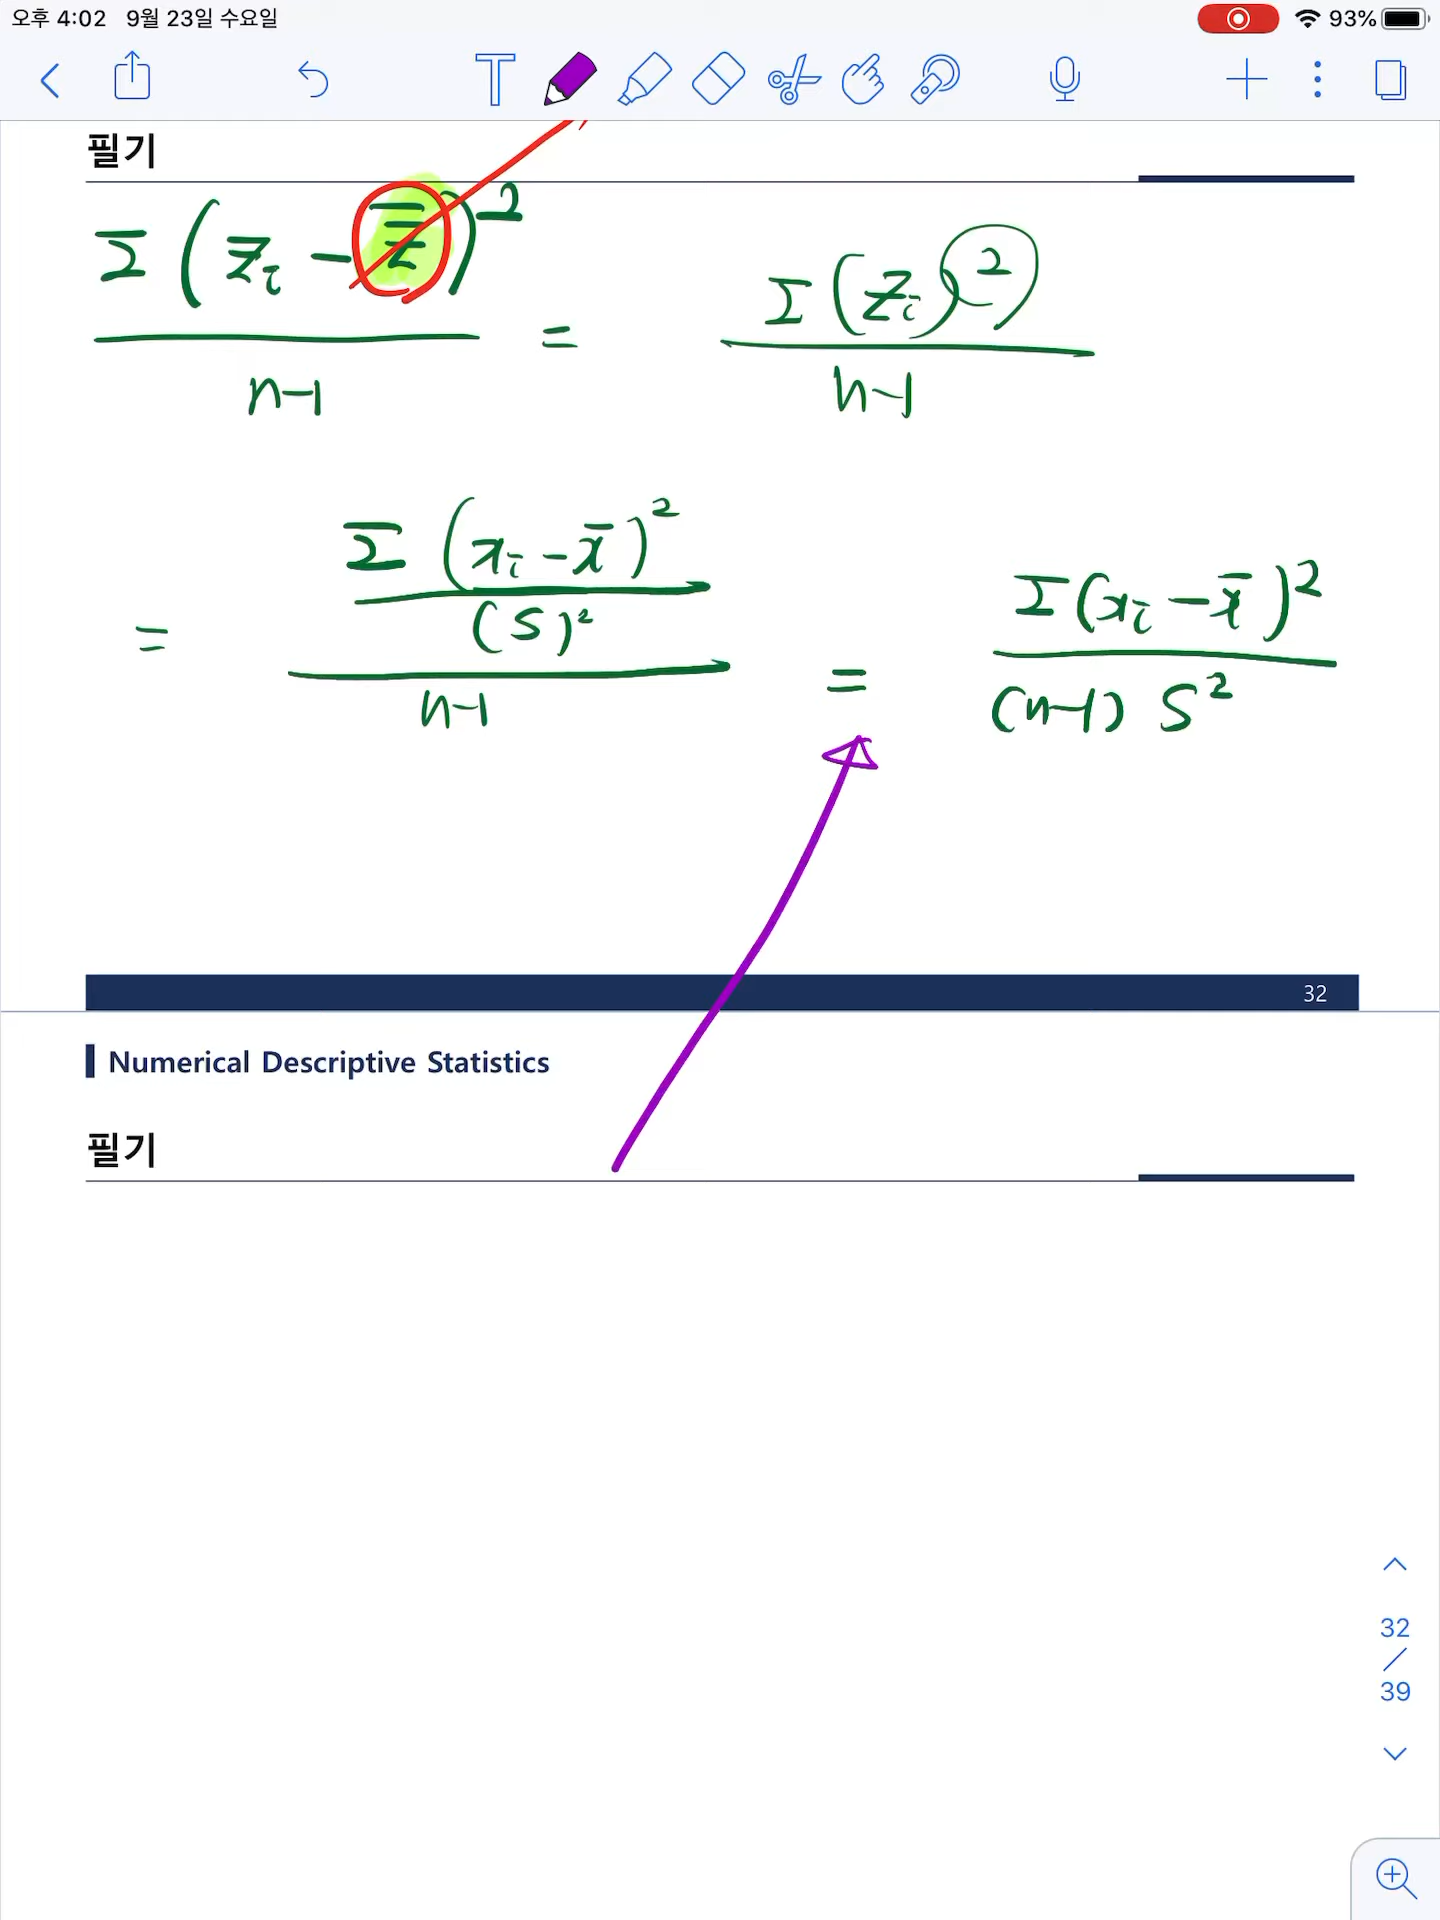 오후 4:02 9월 23일 수요일 93%
T
필기
Σ(zᵢ - z̄)²
n-1
=
Σ(zᵢ)²
n-1
=
Σ(xᵢ - x̄)²
(S)²
n-1
=
Σ(xᵢ - x̄)²
(n-1) S²
32
Numerical Descriptive Statistics
필기
32
/
39